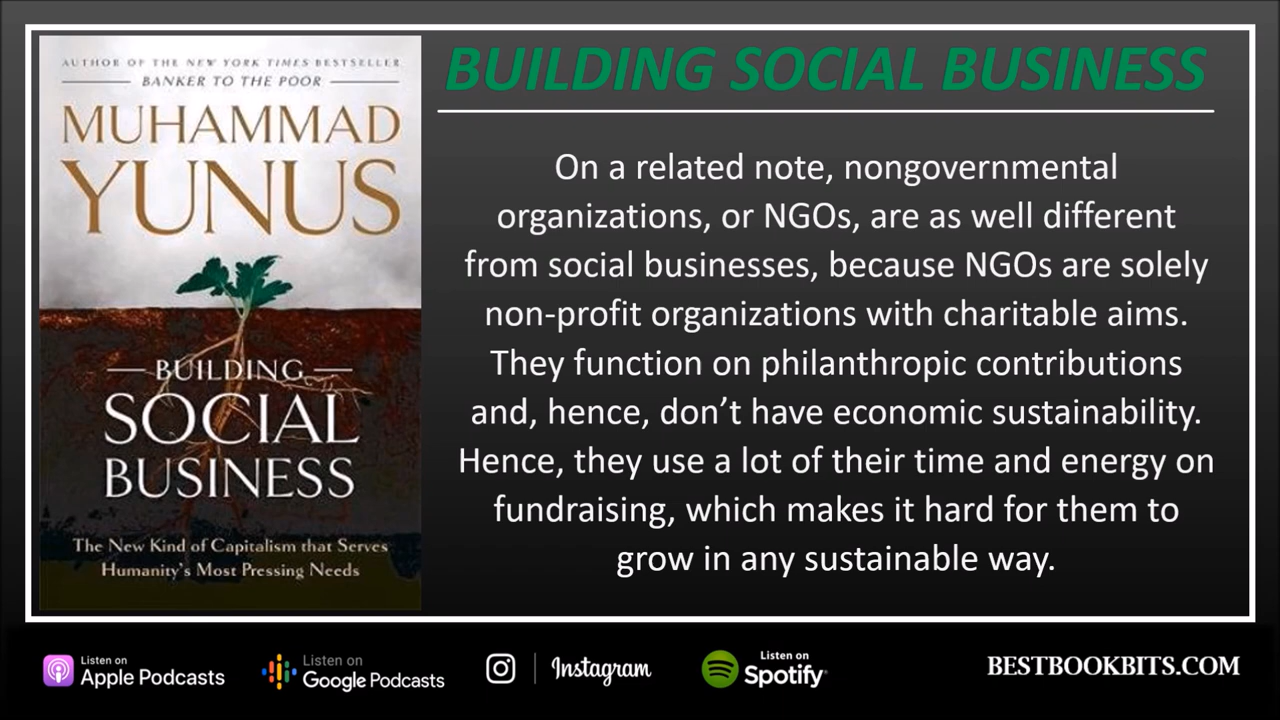 AUTHOR OF THE NEW YORK TIMES BESTSELLER
BANKER TO THE POOR
MUHAMMAD
YUNUS
BUILDING
SOCIAL
BUSINESS
The New Kind of Capitalism that Serves
Humanity's Most Pressing Needs
BUILDING SOCIAL BUSINESS
On a related note, nongovernmental
organizations, or NGOs, are as well different
from social businesses, because NGOs are solely
non-profit organizations with charitable aims.
They function on philanthropic contributions
and, hence, don’t have economic sustainability.
Hence, they use a lot of their time and energy on
fundraising, which makes it hard for them to
grow in any sustainable way.
Listen on
Apple Podcasts
Listen on
Google Podcasts
Instagram
Listen on
Spotify
BESTBOOKBITS.COM